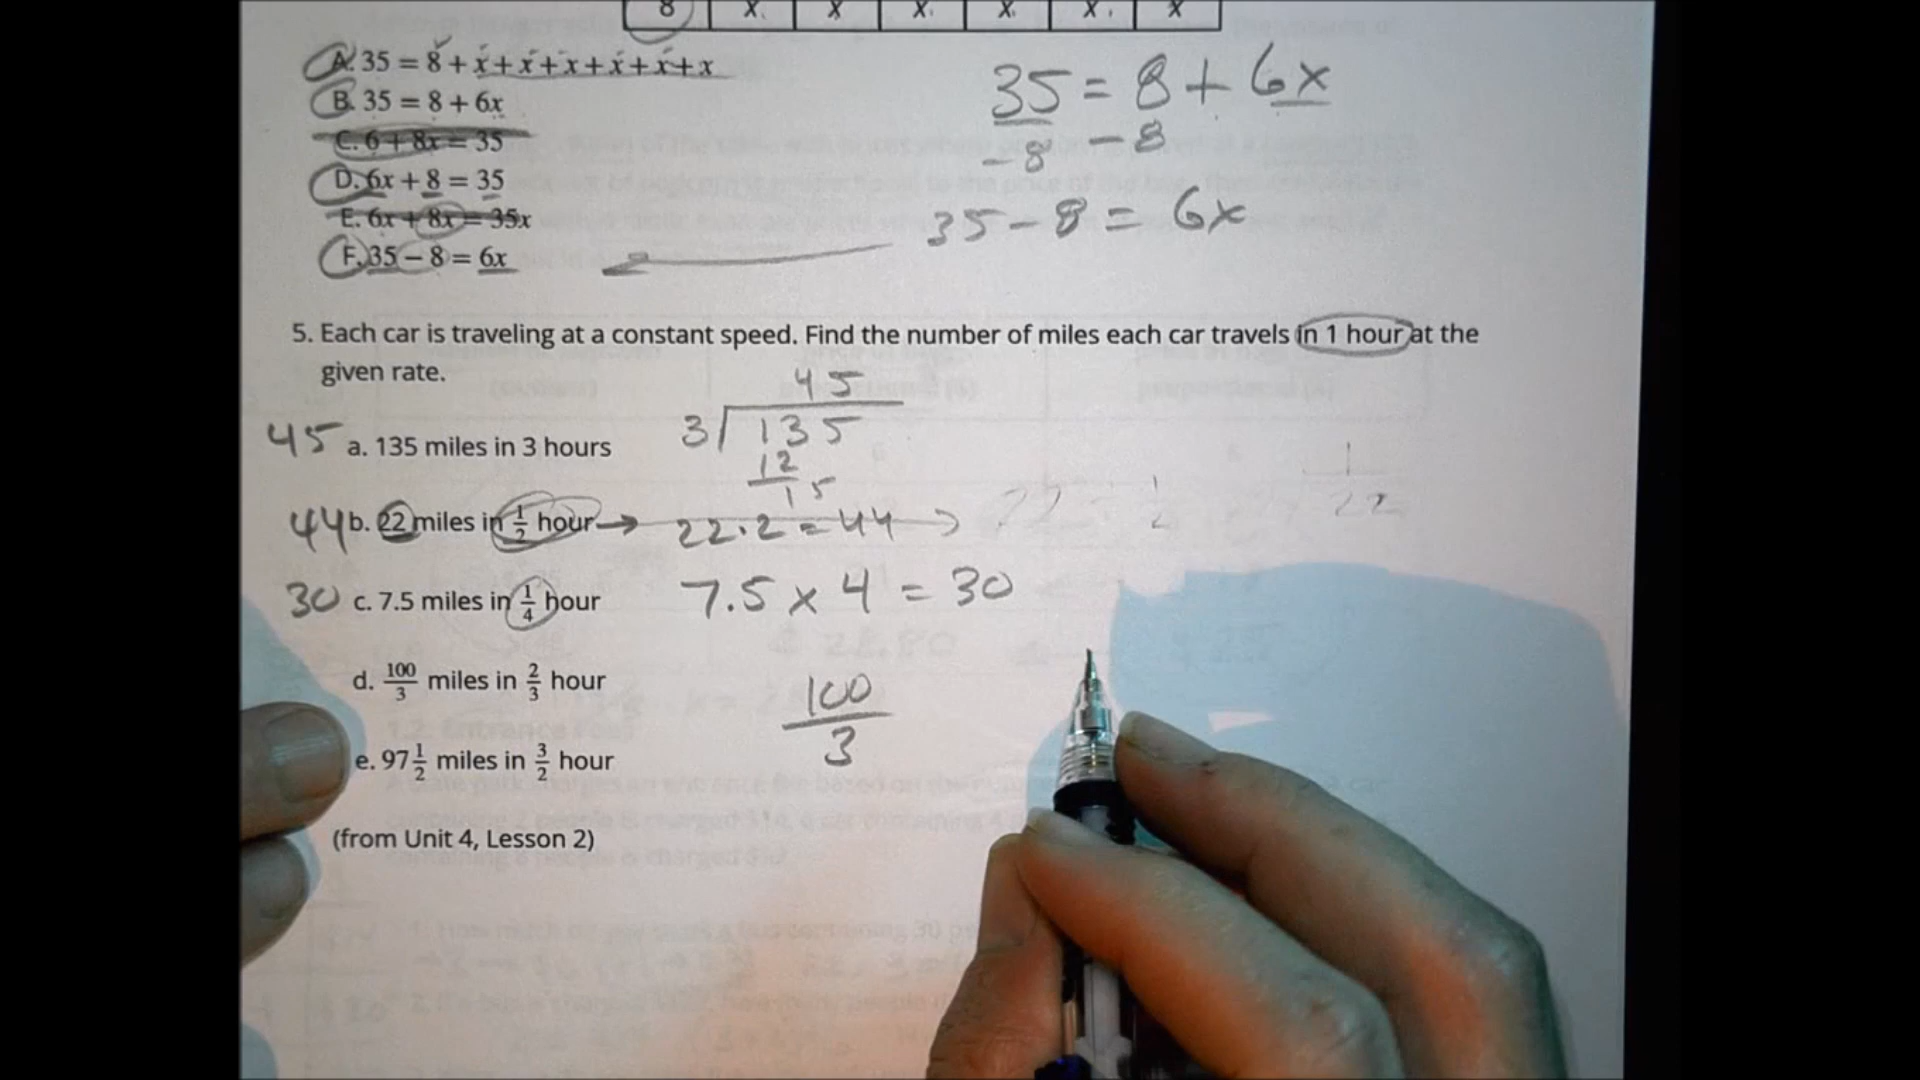 8 x x x x x x
A. 35 = 8 + x + x + x + x + x + x
35 = 8 + 6x
B. 35 = 8 + 6x
C. 6 + 8x = 35
-8 -8
D. 6x + 8 = 35
E. 6x + 8x = 35x
35 - 8 = 6x
F. 35 - 8 = 6x
5. Each car is traveling at a constant speed. Find the number of miles each car travels in 1 hour at the
given rate.
45
45 a. 135 miles in 3 hours 3 135
12
15
44 b. 22 miles in 1/2 hour → 22 · 2 = 44
30 c. 7.5 miles in 1/4 hour 7.5 x 4 = 30
d. 100/3 miles in 2/3 hour 100/3
e. 97 1/2 miles in 3/2 hour
(from Unit 4, Lesson 2)